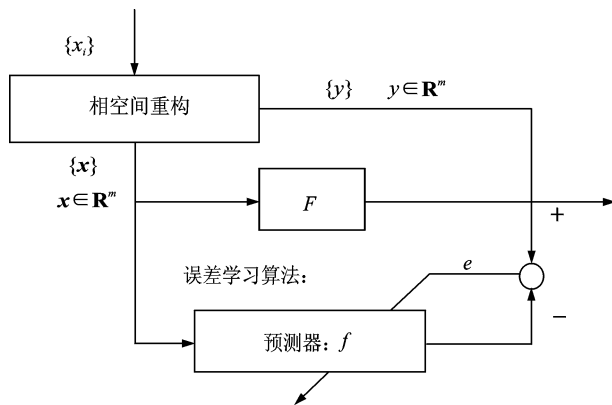 {xᵢ}
相空间重构
{y} y∈Rᵐ
{x}
x∈Rᵐ
F
+
误差学习算法：
e
预测器：f
−